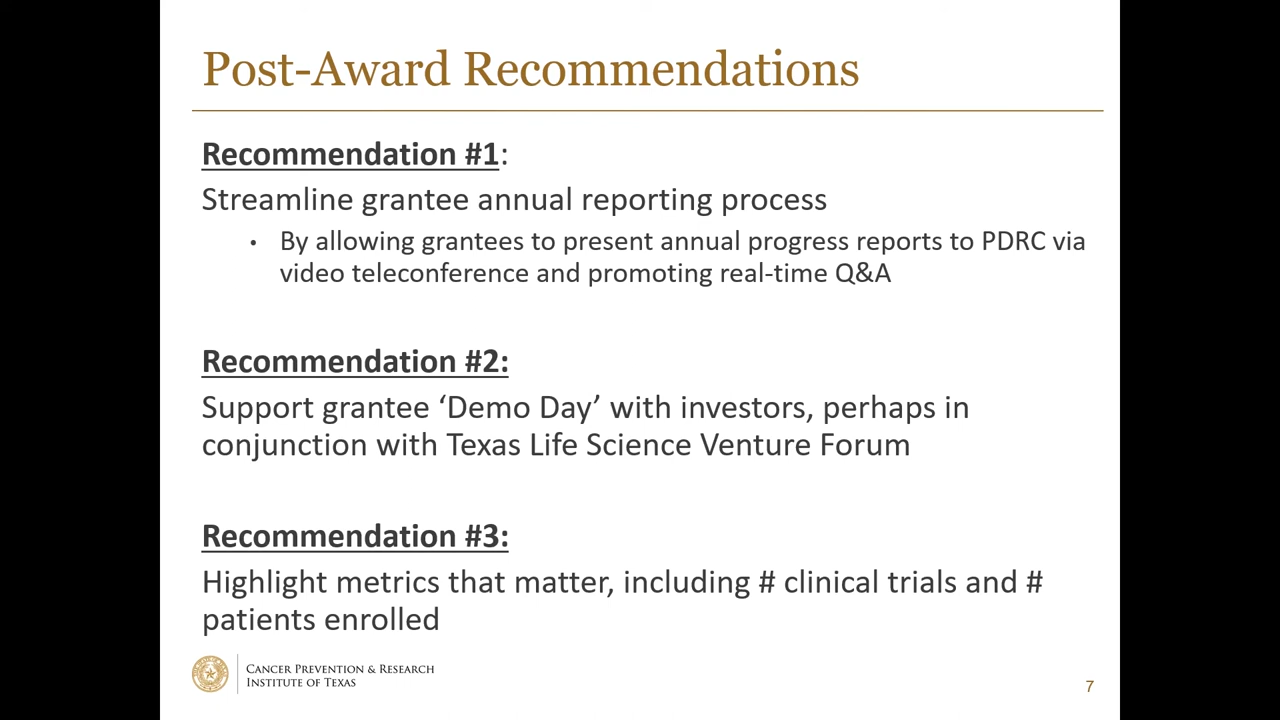 Post-Award Recommendations
Recommendation #1:
Streamline grantee annual reporting process
• By allowing grantees to present annual progress reports to PDRC via
video teleconference and promoting real-time Q&A
Recommendation #2:
Support grantee ‘Demo Day’ with investors, perhaps in
conjunction with Texas Life Science Venture Forum
Recommendation #3:
Highlight metrics that matter, including # clinical trials and #
patients enrolled
CANCER PREVENTION & RESEARCH
INSTITUTE OF TEXAS
7